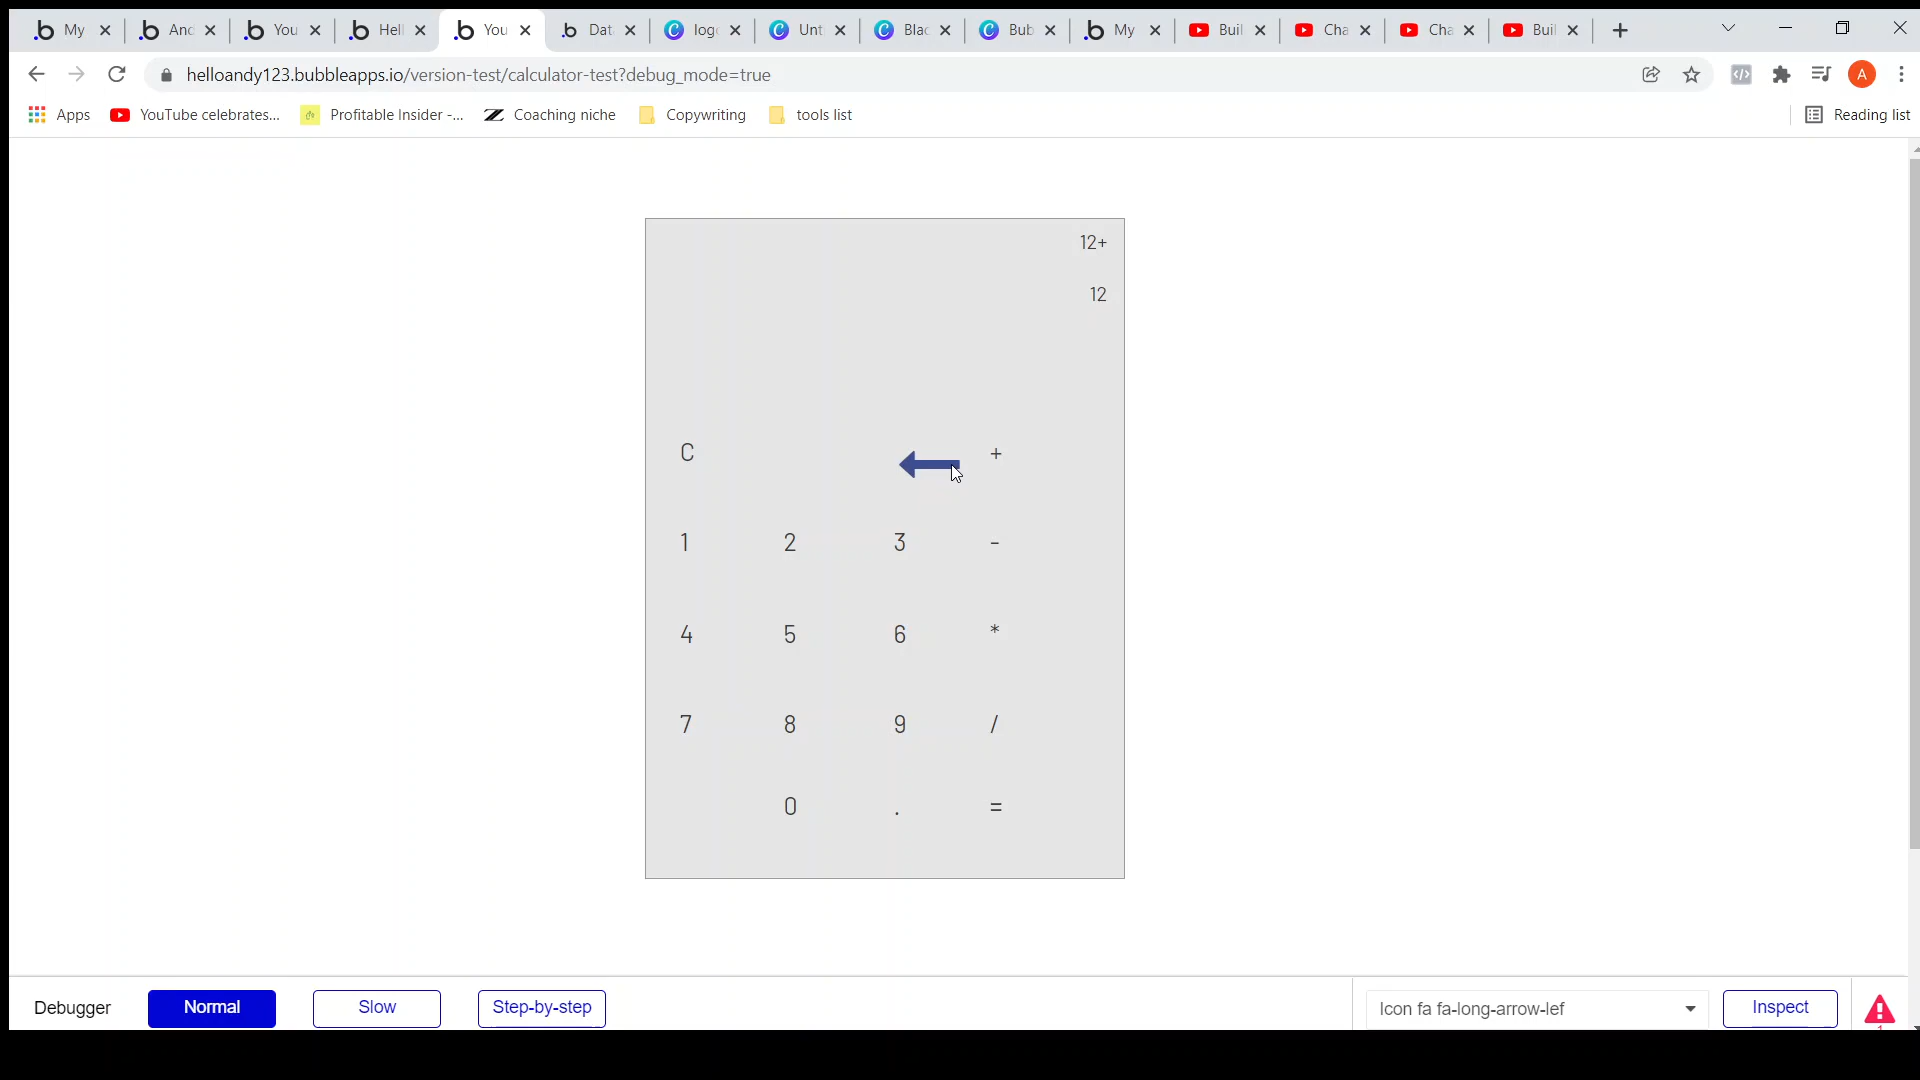 My
And
You
Hell
You
Dat
logo
Unt
Blac
Bub
My
Buil
Cha
Cha
Buil
helloandy123.bubbleapps.io/version-test/calculator-test?debug_mode=true
A
Apps
YouTube celebrates...
Profitable Insider -...
Coaching niche
Copywriting
tools list
Reading list
12+
12
C +
1 2 3 -
4 5 6 *
7 8 9 /
0 . =
Debugger
Normal
Slow
Step-by-step
Icon fa fa-long-arrow-lef
Inspect